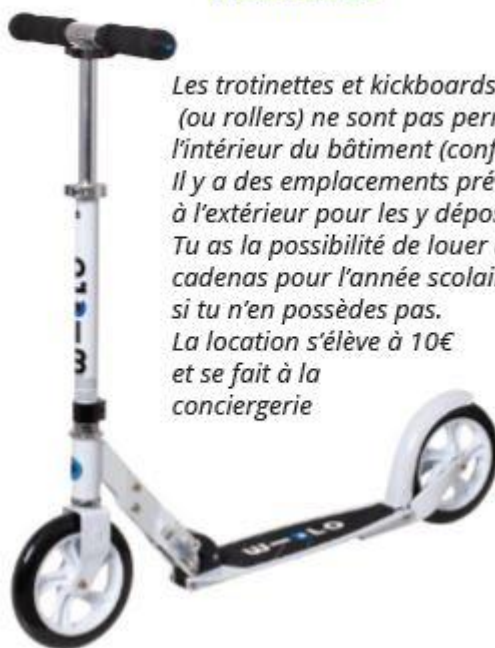 Les trotinettes et kickboards
(ou rollers) ne sont pas
l'intérieur du bâtiment
Il y a des emplacements
à l'extérieur pour les y
Tu as la possibilité de louer
cadenas pour l'année
si tu n'en possèdes pas.
La location s'élève à 10€
et se fait à la
conciergerie
micro
micro